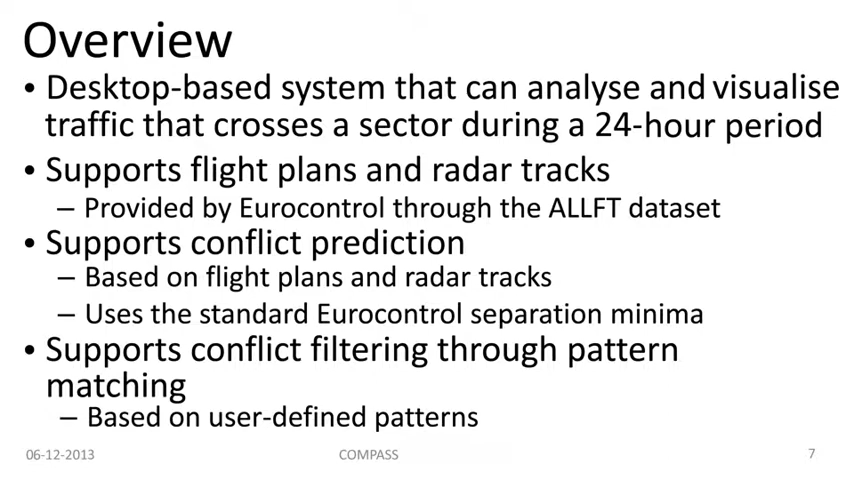 Overview
• Desktop-based system that can analyse and visualise
traffic that crosses a sector during a 24-hour period
• Supports flight plans and radar tracks
– Provided by Eurocontrol through the ALLFT dataset
• Supports conflict prediction
– Based on flight plans and radar tracks
– Uses the standard Eurocontrol separation minima
• Supports conflict filtering through pattern
matching
– Based on user-defined patterns
06-12-2013 COMPASS 7